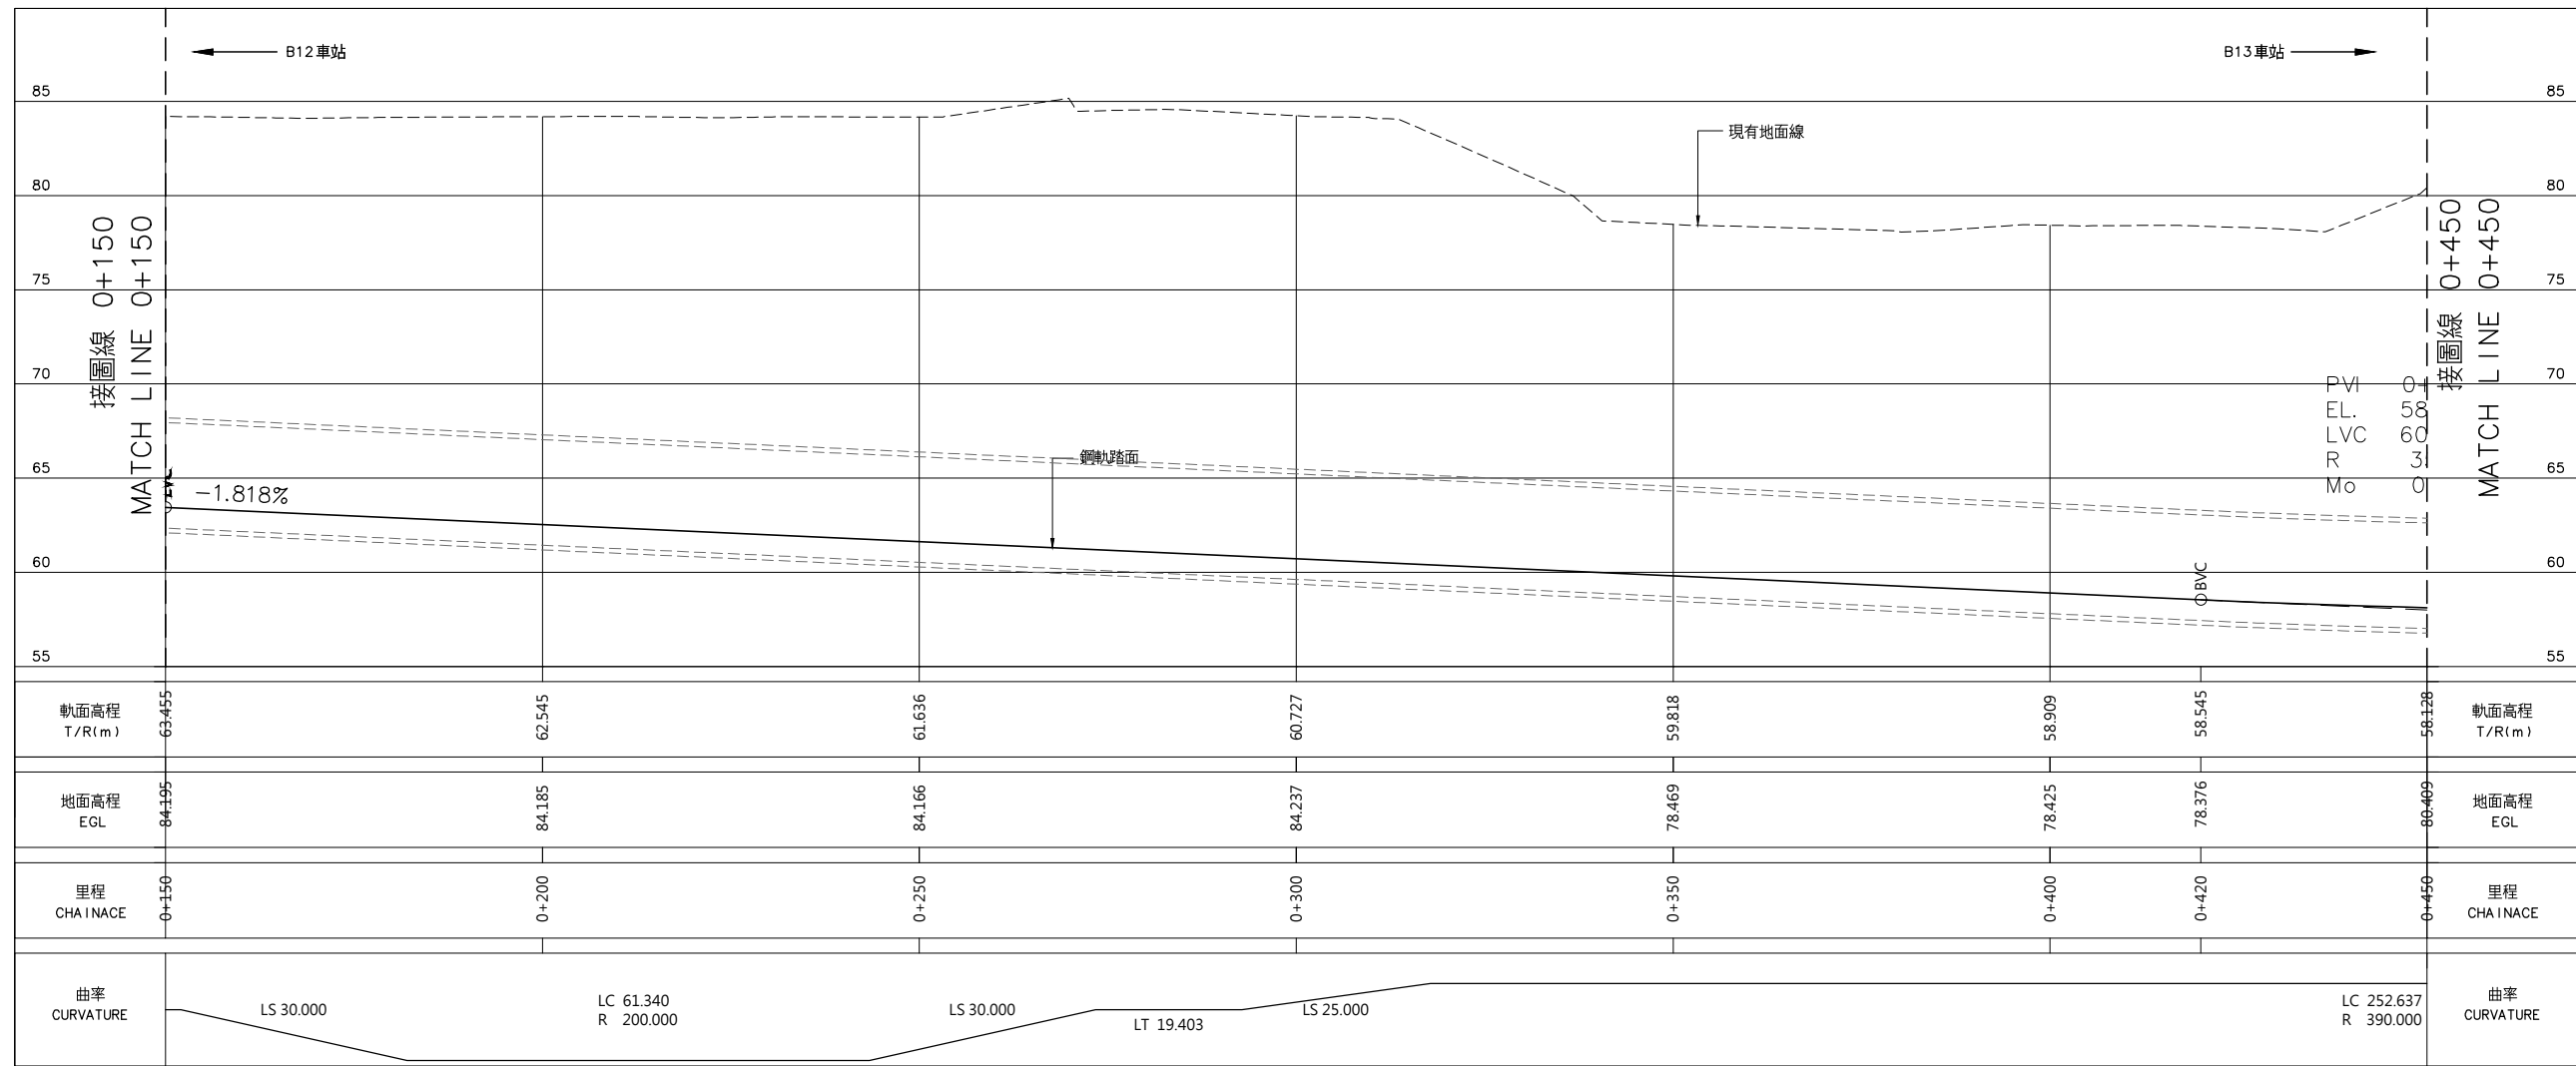 B12車站
B13車站
85
85
現有地面線
80
80
接圖線 0+150
MATCH LINE 0+150
接圖線 0+450
MATCH LINE 0+450
75
75
70
70
PVI 0+
EL. 58
LVC 60
R 3
Mo 0
鋼軌踏面
65
65
-1.818%
60
60
BVC
55
55
軌面高程
T/R(m)
63.455
62.545
61.636
60.727
59.818
58.909
58.545
58.128
軌面高程
T/R(m)
地面高程
EGL
84.195
84.185
84.166
84.237
78.469
78.425
78.376
80.409
地面高程
EGL
里程
CHAINACE
0+150
0+200
0+250
0+300
0+350
0+400
0+420
0+450
里程
CHAINACE
曲率
CURVATURE
LS 30.000
LC 61.340
R 200.000
LS 30.000
LT 19.403
LS 25.000
LC 252.637
R 390.000
曲率
CURVATURE